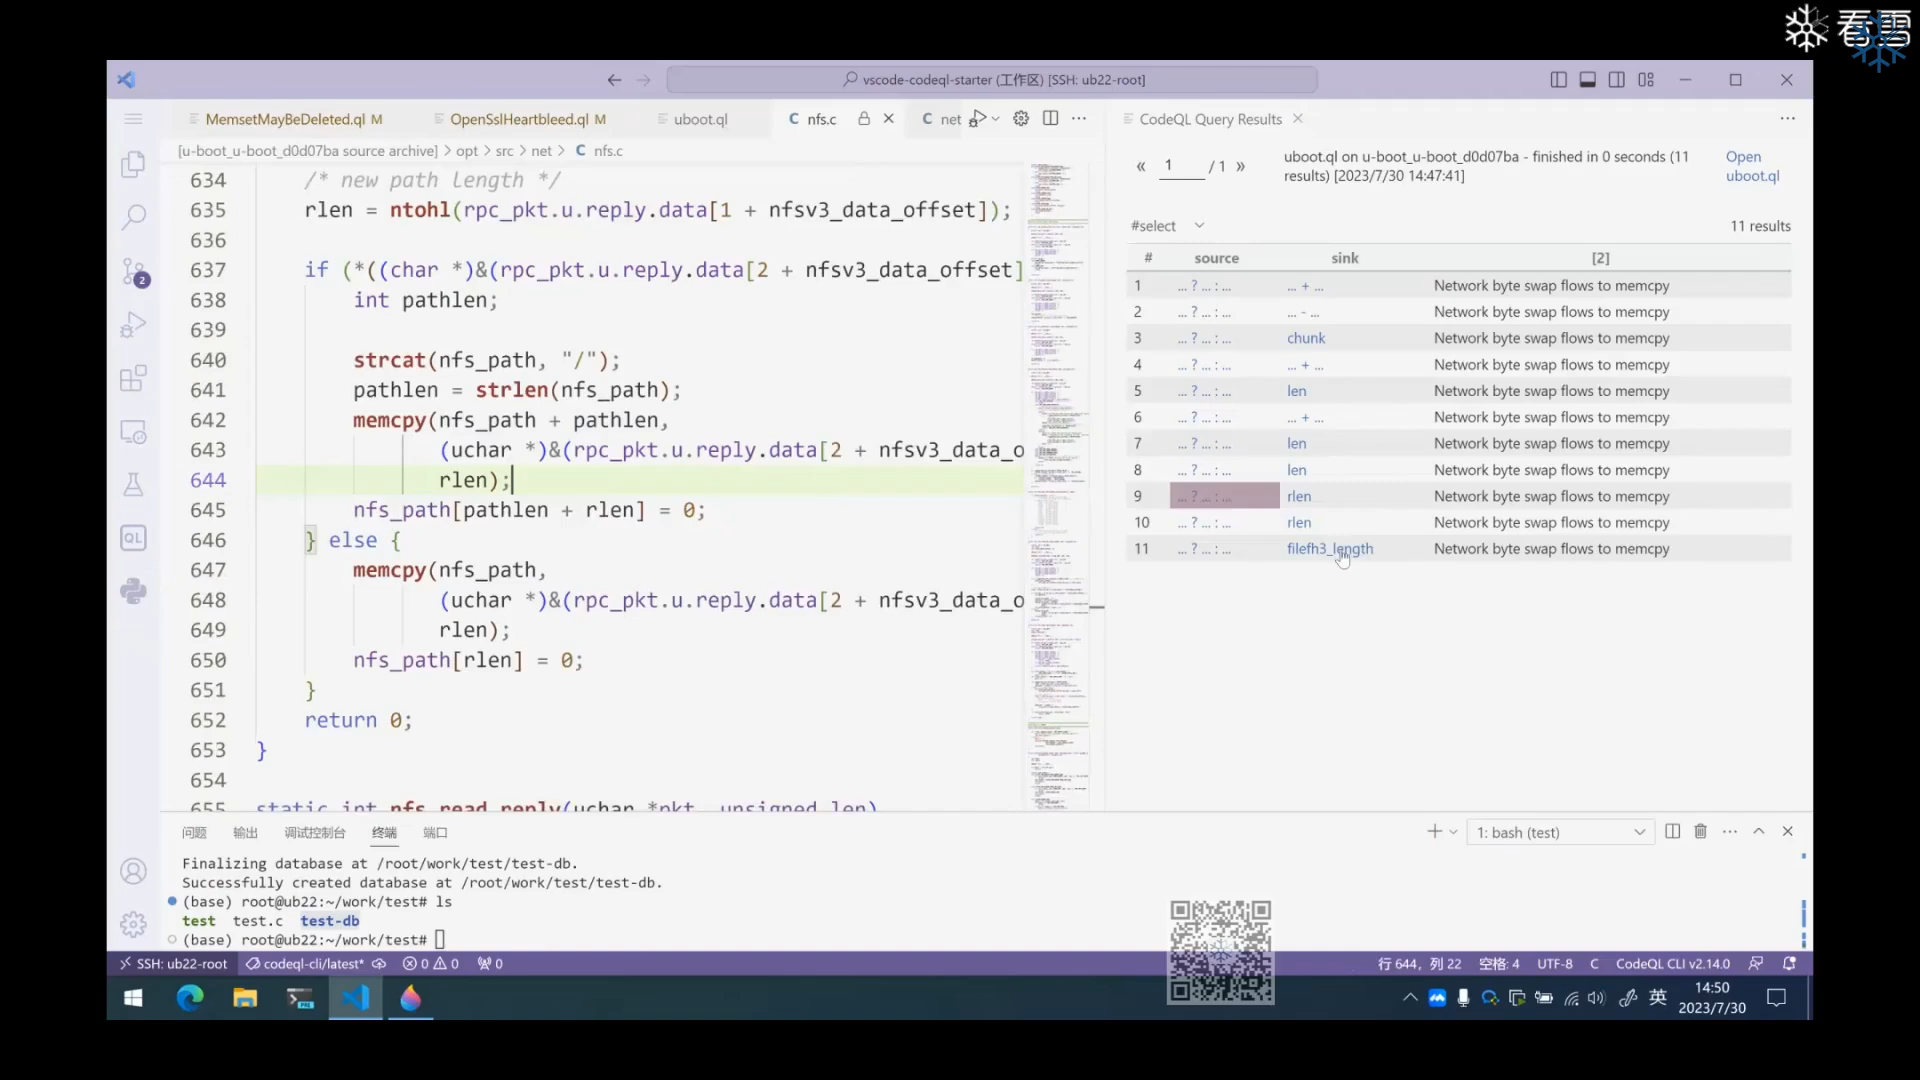 看雪
vscode-codeql-starter (工作区) [SSH: ub22-root]
MemsetMayBeDeleted.ql M
OpenSslHeartbleed.ql M
uboot.ql
C nfs.c
C net
CodeQL Query Results
[u-boot_u-boot_d0d07ba source archive] > opt > src > net > C nfs.c
634 /* new path length */
635 rlen = ntohl(rpc_pkt.u.reply.data[1 + nfsv3_data_offset]);
636
637 if (*((char *)&(rpc_pkt.u.reply.data[2 + nfsv3_data_offset]
638 int pathlen;
639
640 strcat(nfs_path, "/");
641 pathlen = strlen(nfs_path);
642 memcpy(nfs_path + pathlen,
643 (uchar *)&(rpc_pkt.u.reply.data[2 + nfsv3_data_o
644 rlen);
645 nfs_path[pathlen + rlen] = 0;
646 } else {
647 memcpy(nfs_path,
648 (uchar *)&(rpc_pkt.u.reply.data[2 + nfsv3_data_o
649 rlen);
650 nfs_path[rlen] = 0;
651 }
652 return 0;
653 }
654
655 static int nfs_read_reply(uchar *pkt, unsigned len)
« 1 / 1 »
uboot.ql on u-boot_u-boot_d0d07ba - finished in 0 seconds (11
results) [2023/7/30 14:47:41]
Open
uboot.ql
#select
11 results
# source sink [2]
1 ... ? ... : ... ... + ... Network byte swap flows to memcpy
2 ... ? ... : ... ... - ... Network byte swap flows to memcpy
3 ... ? ... : ... chunk Network byte swap flows to memcpy
4 ... ? ... : ... ... + ... Network byte swap flows to memcpy
5 ... ? ... : ... len Network byte swap flows to memcpy
6 ... ? ... : ... ... + ... Network byte swap flows to memcpy
7 ... ? ... : ... len Network byte swap flows to memcpy
8 ... ? ... : ... len Network byte swap flows to memcpy
9 ... ? ... : ... rlen Network byte swap flows to memcpy
10 ... ? ... : ... rlen Network byte swap flows to memcpy
11 ... ? ... : ... filefh3_length Network byte swap flows to memcpy
2
QL
问题 输出 调试控制台 终端 端口
1: bash (test)
Finalizing database at /root/work/test/test-db.
Successfully created database at /root/work/test/test-db.
(base) root@ub22:~/work/test# ls
test test.c test-db
(base) root@ub22:~/work/test#
SSH: ub22-root codeql-cli/latest* 0 0 0
行 644，列 22 空格: 4 UTF-8 C CodeQL CLI v2.14.0
英
14:50
2023/7/30